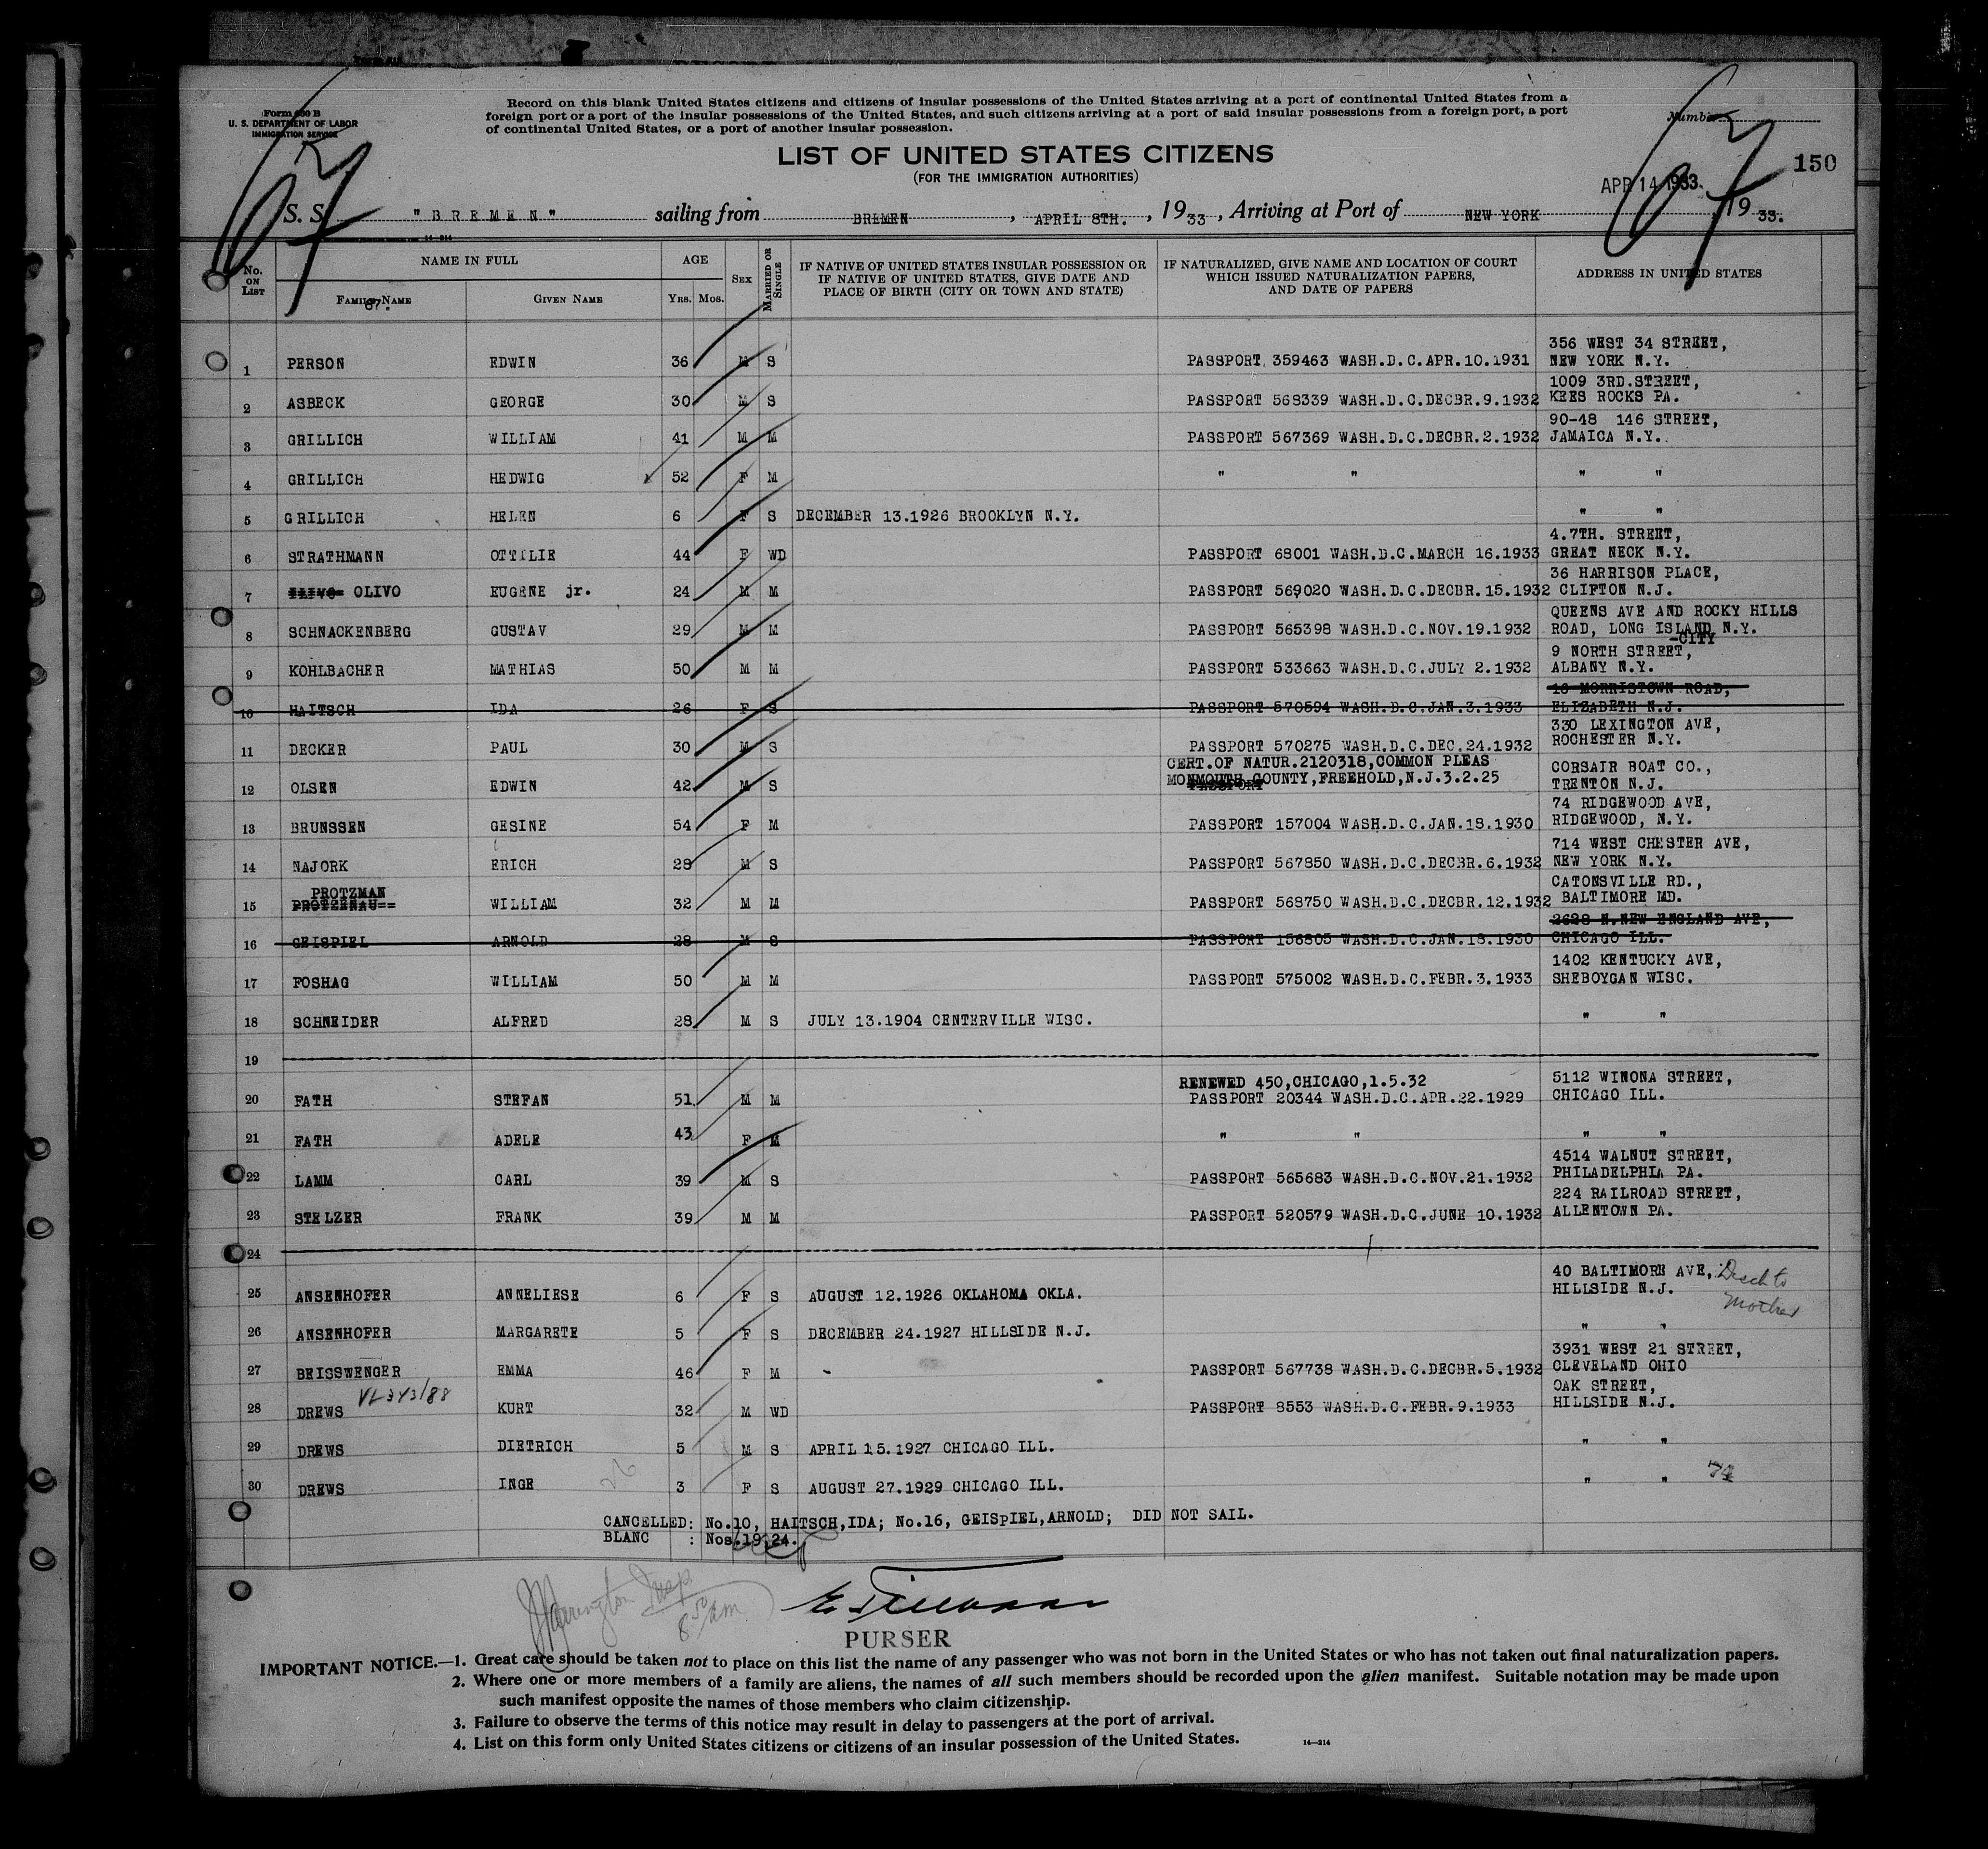 Form 630 B
U. S. DEPARTMENT OF LABOR
IMMIGRATION SERVICE
Record on this blank United States citizens and citizens of insular possessions of the United States arriving at a port of continental United States from a
foreign port or a port of the insular possessions of the United States, and such citizens arriving at a port of said insular possessions from a foreign port, a port
of continental United States, or a port of another insular possession.
Number
150
67
67
LIST OF UNITED STATES CITIZENS
(FOR THE IMMIGRATION AUTHORITIES)
APR 14 1933
S. S. "BREMEN" sailing from BREMEN, APRIL 8TH., 1933, Arriving at Port of NEW YORK, 1933.
14-214
No. ON LIST
NAME IN FULL
FAMILY NAME
67.
GIVEN NAME
AGE
YRS. MOS.
SEX
MARRIED OR SINGLE
IF NATIVE OF UNITED STATES INSULAR POSSESSION OR
IF NATIVE OF UNITED STATES, GIVE DATE AND
PLACE OF BIRTH (CITY OR TOWN AND STATE)
IF NATURALIZED, GIVE NAME AND LOCATION OF COURT
WHICH ISSUED NATURALIZATION PAPERS,
AND DATE OF PAPERS
ADDRESS IN UNITED STATES
356 WEST 34 STREET,
1 PERSON EDWIN 36 M S PASSPORT 359463 WASH.D.C.APR.10.1931 NEW YORK N.Y.
1009 3RD.STREET,
2 ASBECK GEORGE 30 M S PASSPORT 568339 WASH.D.C.DECBR.9.1932 KEES ROCKS PA.
90-48 146 STREET,
3 GRILLICH WILLIAM 41 M M PASSPORT 567369 WASH.D.C.DECBR.2.1932 JAMAICA N.Y.
4 GRILLICH HEDWIG 52 F M " " " "
5 GRILLICH HELEN 6 F S DECEMBER 13.1926 BROOKLYN N.Y. " "
4.7TH. STREET,
6 STRATHMANN OTTILIE 44 F WD PASSPORT 68001 WASH.D.C.MARCH 16.1933 GREAT NECK N.Y.
36 HARRISON PLACE,
7 ILIVO= OLIVO EUGENE jr. 24 M M PASSPORT 569020 WASH.D.C.DECBR.15.1932 CLIFTON N.J.
QUEENS AVE AND ROCKY HILLS
8 SCHNACKENBERG GUSTAV 29 M M PASSPORT 565398 WASH.D.C.NOV.19.1932 ROAD, LONG ISLAND N.Y.
-CITY
9 NORTH STREET,
9 KOHLBACHER MATHIAS 50 M M PASSPORT 533663 WASH.D.C.JULY 2.1932 ALBANY N.Y.
16 MORRISTOWN ROAD,
10 HAITSCH IDA 26 F S PASSPORT 570594 WASH.D.C.JAN.3.1933 ELIZABETH N.J.
330 LEXINGTON AVE,
11 DECKER PAUL 30 M S PASSPORT 570275 WASH.D.C.DEC.24.1932 ROCHESTER N.Y.
CERT.OF NATUR.2120318,COMMON PLEAS
MONMOUTH COUNTY,FREEHOLD,N.J.3.2.25 CORSAIR BOAT CO.,
12 OLSEN EDWIN 42 M S PASSPORT TRENTON N.J.
74 RIDGEWOOD AVE,
13 BRUNSSEN GESINE 54 F M PASSPORT 157004 WASH.D.C.JAN.18.1930 RIDGEWOOD, N.Y.
714 WEST CHESTER AVE,
14 NAJORK ERICH 28 M S PASSPORT 567850 WASH.D.C.DECBR.6.1932 NEW YORK N.Y.
PROTZMAN CATONSVILLE RD.,
15 PROTZENAU== WILLIAM 32 M M PASSPORT 568750 WASH.D.C.DECBR.12.1932 BALTIMORE MD.
2628 N.NEW ENGLAND AVE,
16 GEISPIEL ARNOLD 28 M S PASSPORT 156805 WASH.D.C.JAN.18.1930 CHICAGO ILL.
1402 KENTUCKY AVE,
17 FOSHAG WILLIAM 50 M M PASSPORT 575002 WASH.D.C.FEBR.3.1933 SHEBOYGAN WISC.
18 SCHNEIDER ALFRED 28 M S JULY 13.1904 CENTERVILLE WISC. " "
19
RENEWED 450,CHICAGO,1.5.32 5112 WINONA STREET,
20 FATH STEFAN 51 M M PASSPORT 20344 WASH.D.C.APR.22.1929 CHICAGO ILL.
21 FATH ADELE 43 F M " " " "
4514 WALNUT STREET,
22 LAMM CARL 39 M S PASSPORT 565683 WASH.D.C.NOV.21.1932 PHILADELPHIA PA.
224 RAILROAD STREET,
23 STELZER FRANK 39 M M PASSPORT 520579 WASH.D.C.JUNE 10.1932 ALLENTOWN PA.
24
40 BALTIMORE AVE,
25 ANSENHOFER ANNELIESE 6 F S AUGUST 12.1926 OKLAHOMA OKLA. HILLSIDE N.J.
Disch to
Mother
26 ANSENHOFER MARGARETE 5 F S DECEMBER 24.1927 HILLSIDE N.J. " "
3931 WEST 21 STREET,
27 BEISSWENGER EMMA 46 F M - PASSPORT 567738 WASH.D.C.DECBR.5.1932 CLEVELAND OHIO
VL343/88 OAK STREET,
28 DREWS KURT 32 M WD PASSPORT 8553 WASH.D.C.FEBR.9.1933 HILLSIDE N.J.
29 DREWS DIETRICH 5 M S APRIL 15.1927 CHICAGO ILL. " "
30 DREWS INGE 3 F S AUGUST 27.1929 CHICAGO ILL. " " 74
26
CANCELLED: No.10, HAITSCH,IDA; No.16, GEISPIEL,ARNOLD; DID NOT SAIL.
BLANC : Nos.19,24.
Insp
8 50 am
PURSER
IMPORTANT NOTICE.—1. Great care should be taken not to place on this list the name of any passenger who was not born in the United States or who has not taken out final naturalization papers.
2. Where one or more members of a family are aliens, the names of all such members should be recorded upon the alien manifest. Suitable notation may be made upon
such manifest opposite the names of those members who claim citizenship.
3. Failure to observe the terms of this notice may result in delay to passengers at the port of arrival.
4. List on this form only United States citizens or citizens of an insular possession of the United States.
14-214